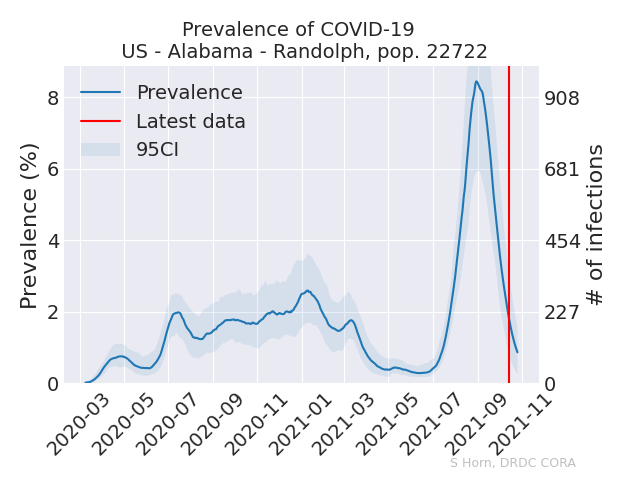 Prevalence of COVID-19
US - Alabama - Randolph, pop. 22722
Prevalence
Latest data
95CI
Prevalence (%)
8
6
4
2
0
# of infections
908
681
454
227
0
2020-03
2020-05
2020-07
2020-09
2020-11
2021-01
2021-03
2021-05
2021-07
2021-09
2021-11
S Horn, DRDC CORA